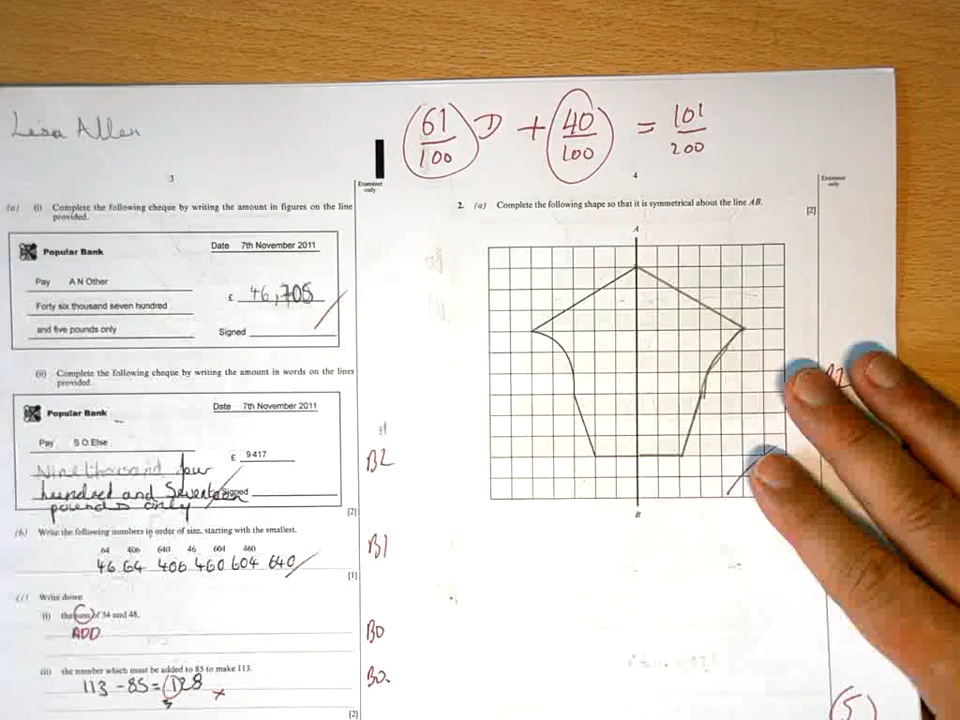 Lisa Allen
61/100 + 40/100 = 101/200
3
Examiner only
(i) Complete the following cheque by writing the amount in figures on the line provided.
Popular Bank
Date 7th November 2011
Pay A N Other
Forty six thousand seven hundred
£ 46,705
and five pounds only
Signed
(ii) Complete the following cheque by writing the amount in words on the lines provided.
Popular Bank
Date 7th November 2011
Pay S O Else
£ 9417
Nine thousand four
hundred and Seventeen
Signed
pounds only
B2
[2]
(b) Write the following numbers in order of size, starting with the smallest.
64 406 640 46 604 460
46 64 406 460 604 640
B1
[1]
Write down
(i) the sum of 34 and 48,
ADD
B0
(ii) the number which must be added to 85 to make 113.
113 - 85 = 128
B0.
[2]
4
Examiner only
2. (a) Complete the following shape so that it is symmetrical about the line AB.
[2]
A
B
(5)